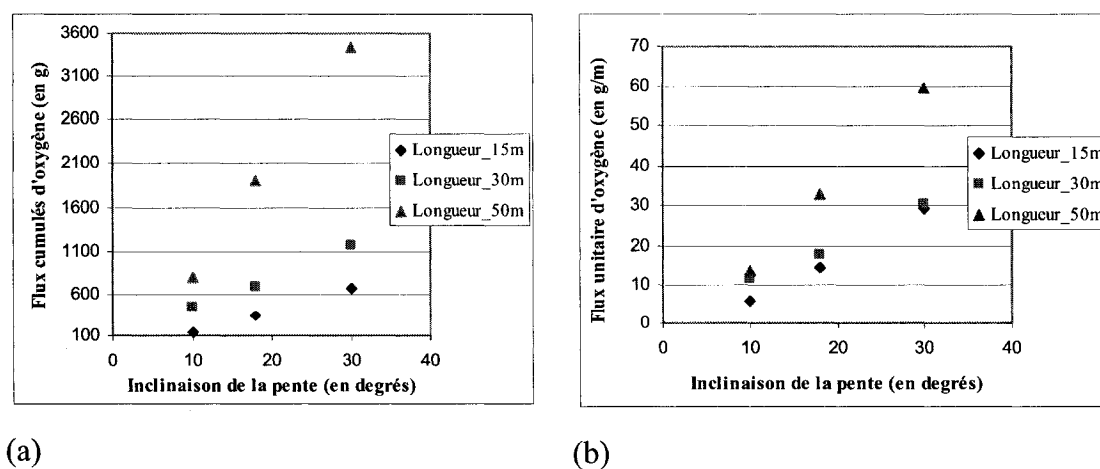 3600
3100
2600
2100
1600
1100
600
100
Flux cumulés d'oxygène (en g)
0 10 20 30 40
Inclinaison de la pente (en degrés)
Longueur_15m
Longueur_30m
Longueur_50m
(a)
70
60
50
40
30
20
10
0
Flux unitaire d'oxygène (en g/m)
0 10 20 30 40
Inclinaison de la pente (en degrés)
Longueur_15m
Longueur_30m
Longueur_50m
(b)